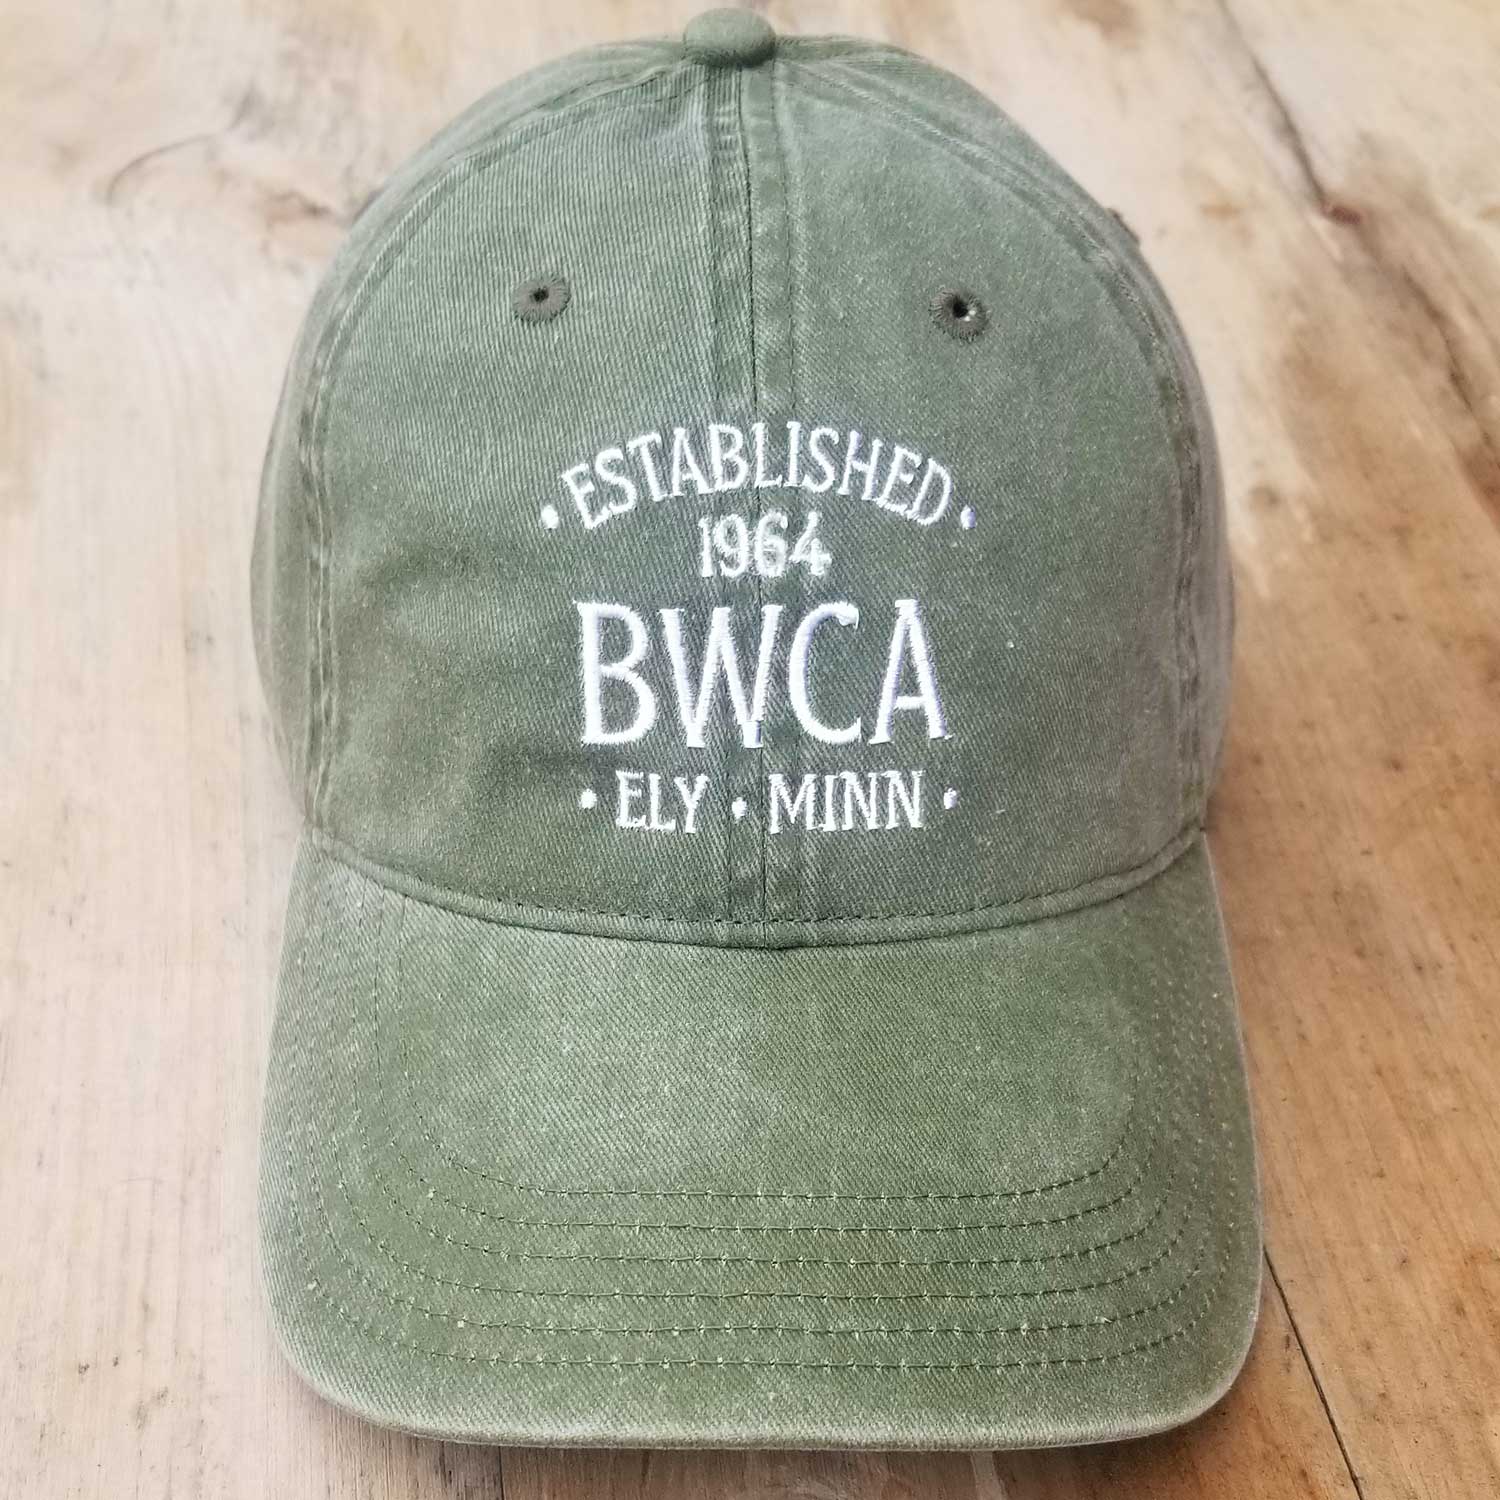 • ESTABLISHED •
1964
BWCA
• ELY • MINN •